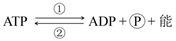 ①
ATP ⇌ ADP + Ⓟ + 能
②